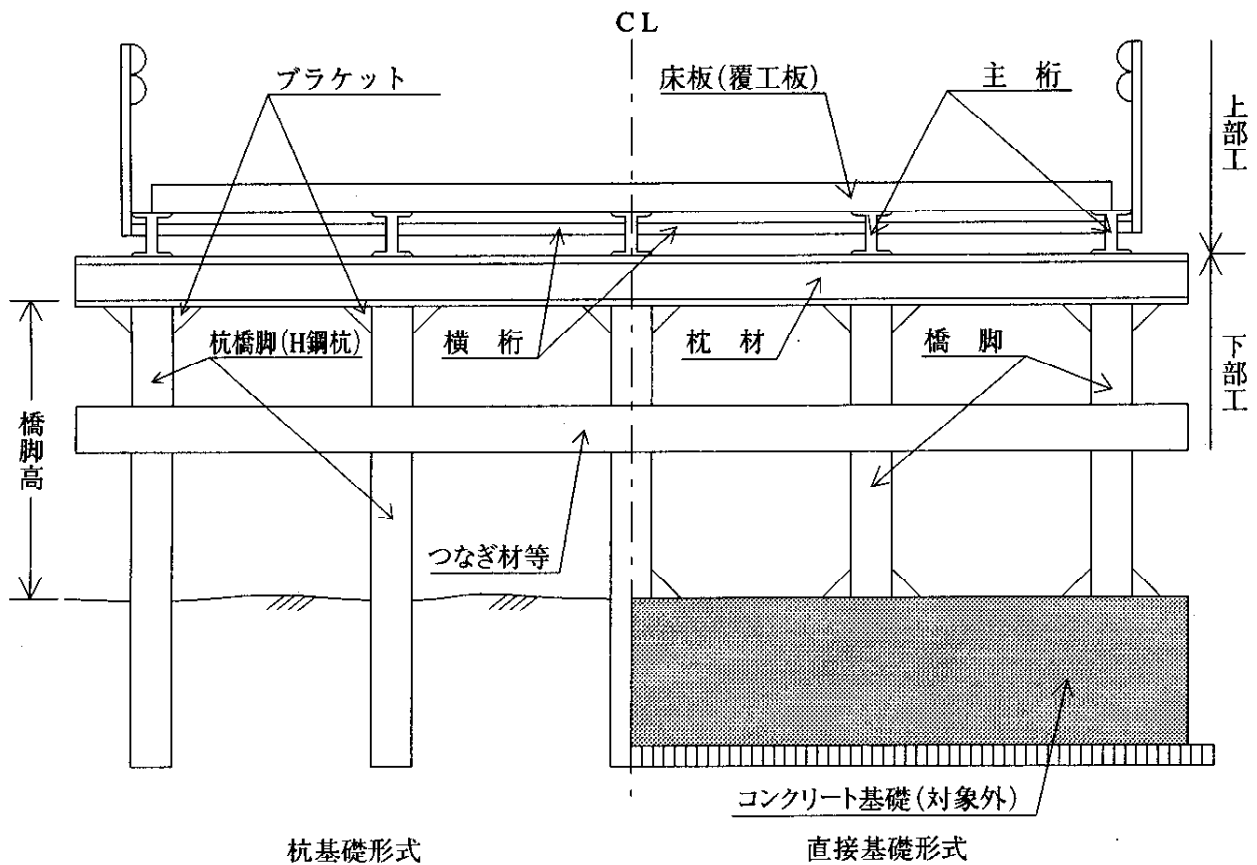 CL
ブラケット
床板(覆工板)
主 桁
上部工
杭橋脚(H鋼杭)
横 桁
枕 材
橋 脚
下部工
橋脚高
つなぎ材等
コンクリート基礎(対象外)
杭基礎形式
直接基礎形式